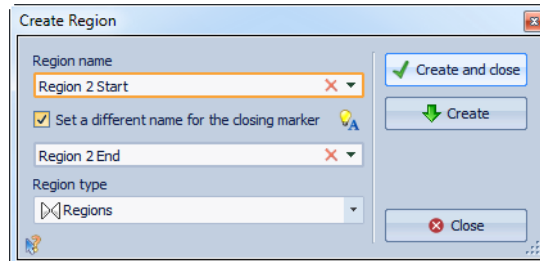 Create Region
Region name
Region 2 Start
Set a different name for the closing marker
Region 2 End
Region type
Regions
Create and close
Create
Close